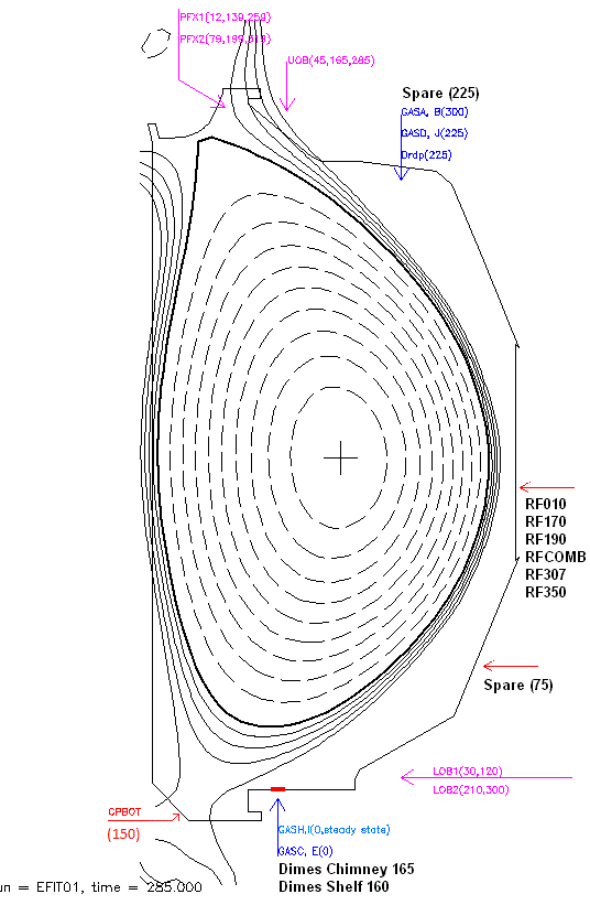 PFX1(12,139,259)
PFX2(79,199,319)
UOB(45,165,285)
Spare (225)
GASA, B(300)
GASD, J(225)
Drdp(225)
RF010
RF170
RF190
RFCOMB
RF307
RF350
Spare (75)
LOB1(30,120)
LOB2(210,300)
CPBOT
(150)
GASH,I(0,steady state)
GASC, E(0)
Dimes Chimney 165
Dimes Shelf 160
un = EFIT01, time = 285.000